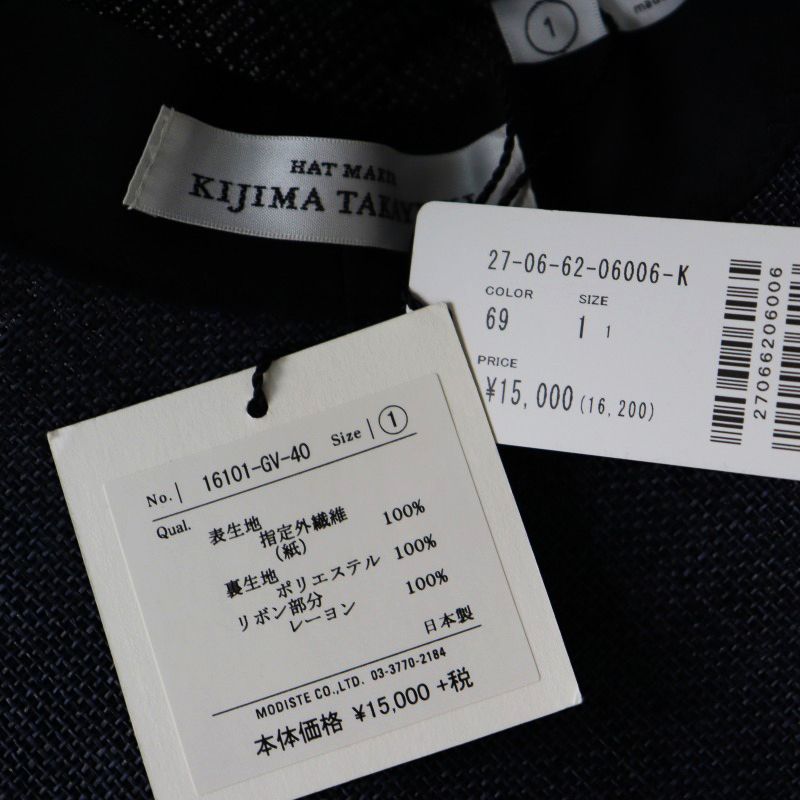 1
made
HAT MAKER
KIJIMA
27-06-62-06006-K
COLOR SIZE
69 1 1
PRICE
¥15,000 (16,200)
27066206006
No. 16101-GV-40 Size 1
Qual. 表生地
指定外繊維 100%
(紙)
裏生地
ポリエステル 100%
リボン部分
レーヨン 100%
日本製
MODISTE CO.,LTD. 03-3770-2184
本体価格 ¥15,000 +税